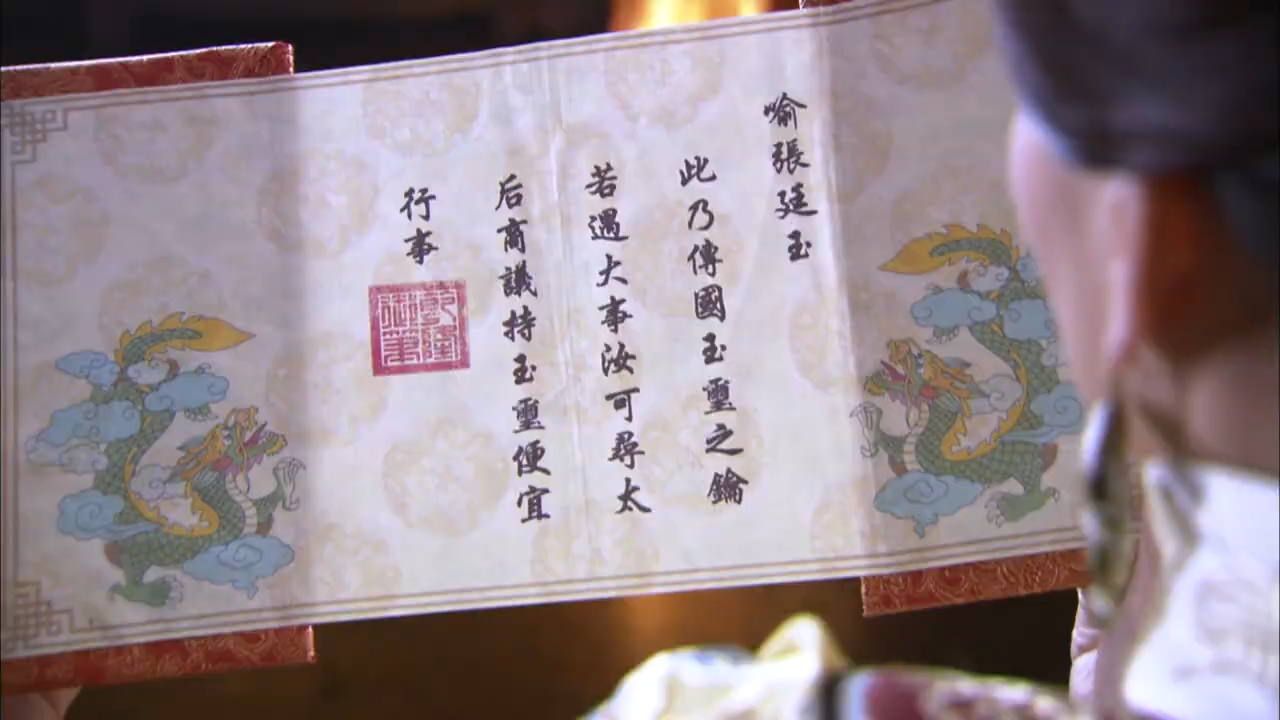 喻張廷玉
此乃傳國玉璽之鑰
若遇大事汝可尋太
后商議持玉璽便宜
行事